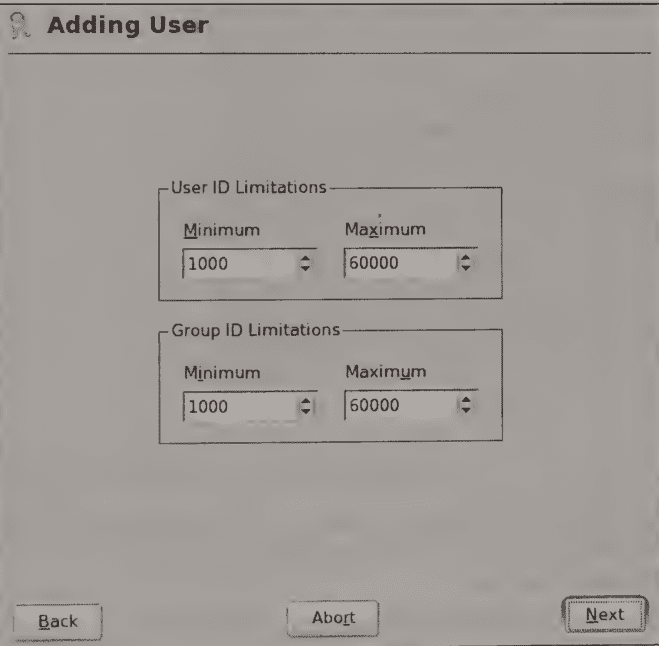 Adding User
User ID Limitations
Minimum Maximum
1000 60000
Group ID Limitations
Minimum Maximum
1000 60000
Back Abort Next